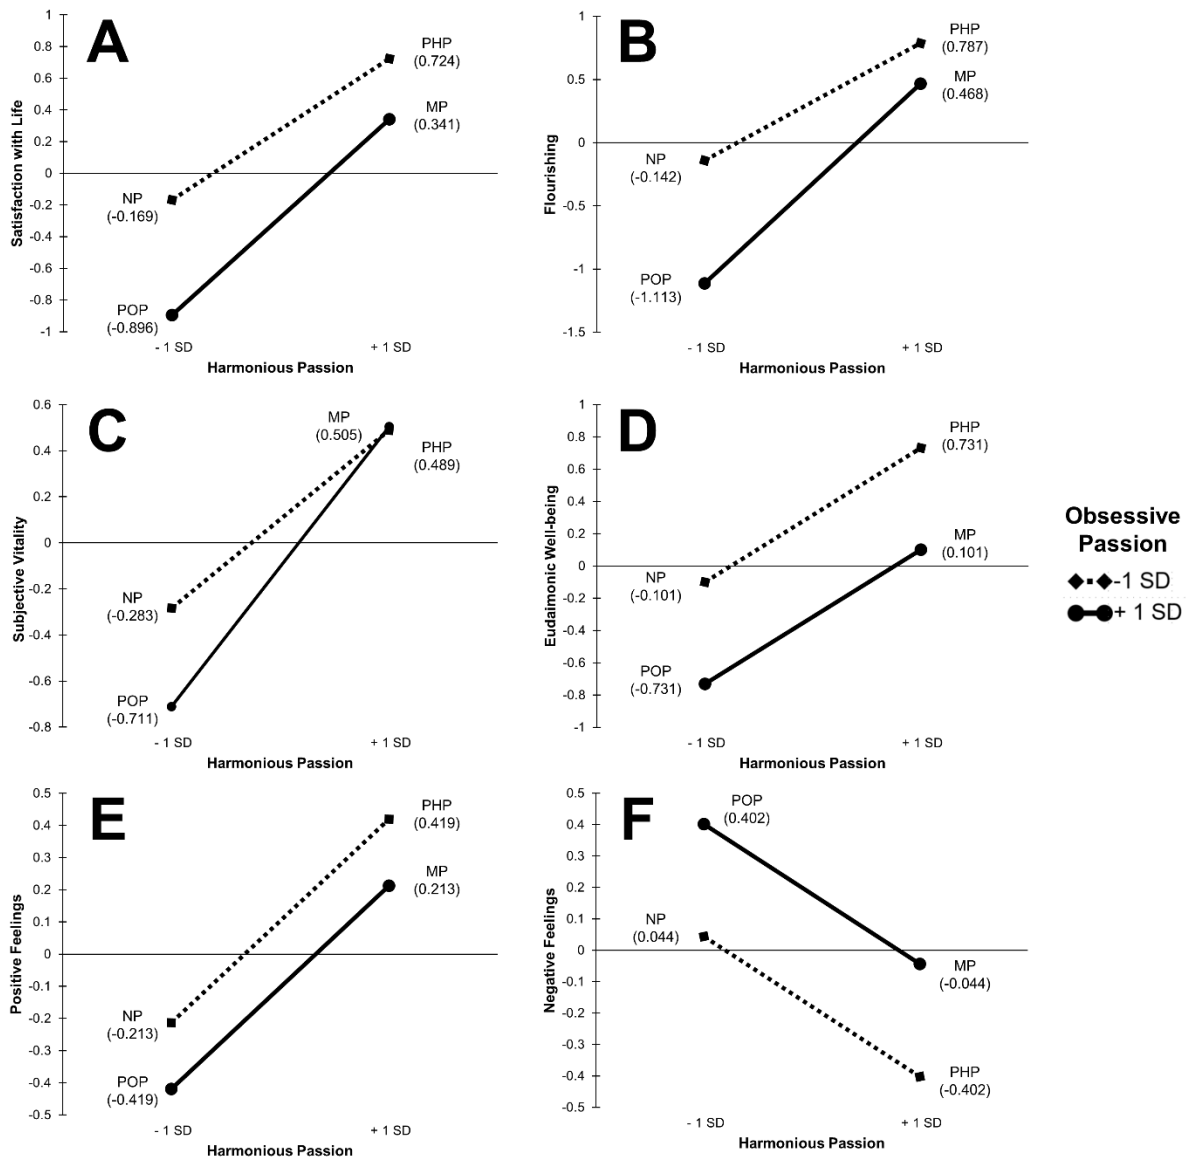 A
1
0.8
0.6
0.4
0.2
0
-0.2
-0.4
-0.6
-0.8
-1
Satisfaction with Life
PHP
(0.724)
MP
(0.341)
NP
(-0.169)
POP
(-0.896)
- 1 SD
+ 1 SD
Harmonious Passion
B
1
0.5
0
-0.5
-1
-1.5
Flourishing
PHP
(0.787)
MP
(0.468)
NP
(-0.142)
POP
(-1.113)
- 1 SD
+ 1 SD
Harmonious Passion
C
0.6
0.4
0.2
0
-0.2
-0.4
-0.6
-0.8
Subjective Vitality
MP
(0.505)
PHP
(0.489)
NP
(-0.283)
POP
(-0.711)
- 1 SD
+ 1 SD
Harmonious Passion
D
1
0.8
0.6
0.4
0.2
0
-0.2
-0.4
-0.6
-0.8
-1
Eudaimonic Well-being
PHP
(0.731)
MP
(0.101)
NP
(-0.101)
POP
(-0.731)
- 1 SD
+ 1 SD
Harmonious Passion
Obsessive
Passion
-1 SD
+ 1 SD
E
0.5
0.4
0.3
0.2
0.1
0
-0.1
-0.2
-0.3
-0.4
-0.5
Positive Feelings
PHP
(0.419)
MP
(0.213)
NP
(-0.213)
POP
(-0.419)
- 1 SD
+ 1 SD
Harmonious Passion
F
0.5
0.4
0.3
0.2
0.1
0
-0.1
-0.2
-0.3
-0.4
-0.5
Negative Feelings
POP
(0.402)
NP
(0.044)
MP
(-0.044)
PHP
(-0.402)
- 1 SD
+ 1 SD
Harmonious Passion